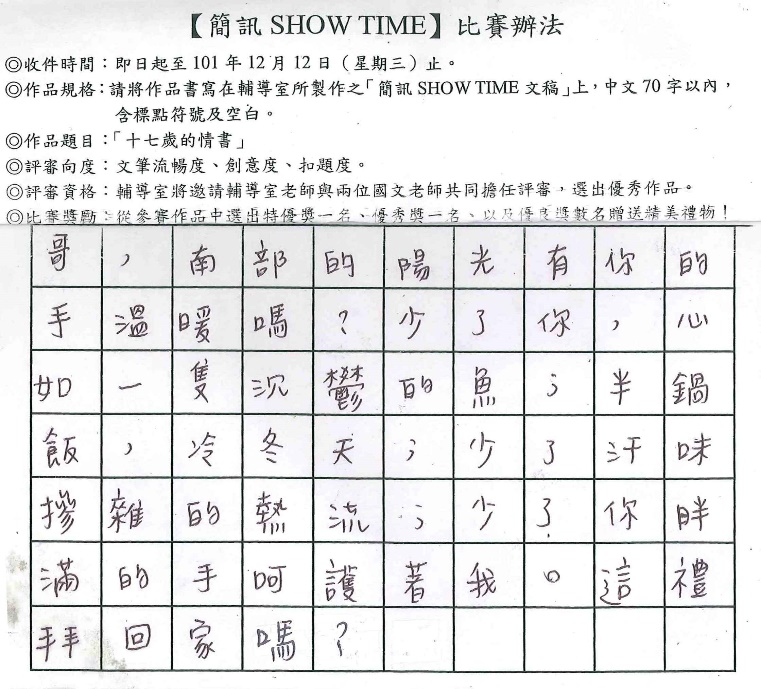 【簡訊 SHOW TIME】比賽辦法
◎收件時間：即日起至 101 年 12 月 12 日（星期三）止。
◎作品規格：請將作品書寫在輔導室所製作之「簡訊 SHOW TIME 文稿」上，中文 70 字以內，
含標點符號及空白。
◎作品題目：「十七歲的情書」
◎評審向度：文筆流暢度、創意度、扣題度。
◎評審資格：輔導室將邀請輔導室老師與兩位國文老師共同擔任評審，選出優秀作品。
◎比賽獎勵：從參賽作品中選出特優獎一名、優秀獎一名、以及優良獎數名贈送精美禮物！
哥，南部的陽光有你的
手溫暖嗎？少了你，心
如一隻沉鬱的魚；半鍋
飯，冷冬天；少了汗味
摻雜的熱流；少了你胖
滿的手呵護著我。這禮
拜回家嗎？